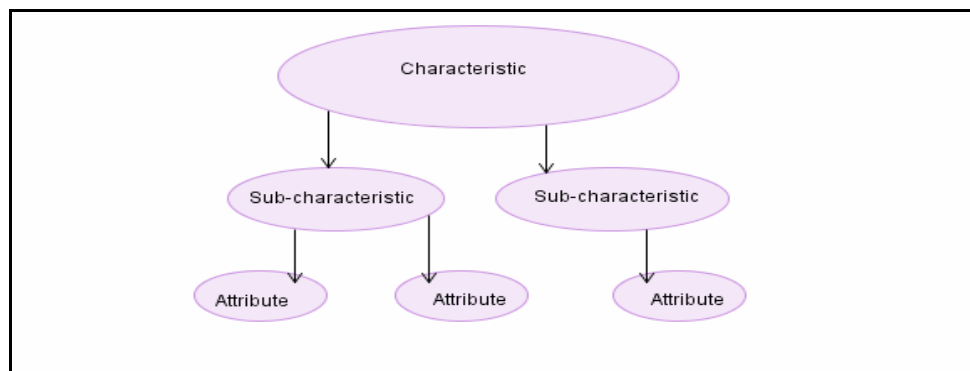 Characteristic
Sub-characteristic
Sub-characteristic
Attribute
Attribute
Attribute